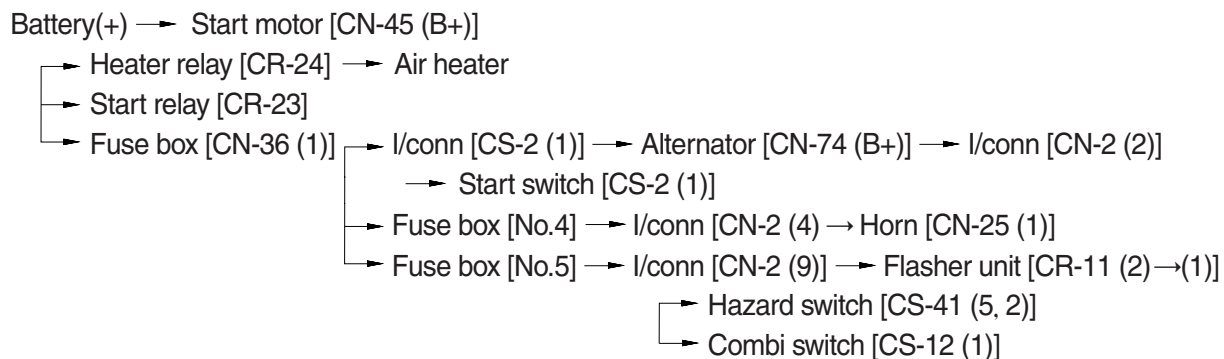 Battery(+) → Start motor [CN-45 (B+)]
→ Heater relay [CR-24] → Air heater
→ Start relay [CR-23]
→ Fuse box [CN-36 (1)] → I/conn [CS-2 (1)] → Alternator [CN-74 (B+)] → I/conn [CN-2 (2)]
→ Start switch [CS-2 (1)]
→ Fuse box [No.4] → I/conn [CN-2 (4) → Horn [CN-25 (1)]
→ Fuse box [No.5] → I/conn [CN-2 (9)] → Flasher unit [CR-11 (2)→(1)]
→ Hazard switch [CS-41 (5, 2)]
→ Combi switch [CS-12 (1)]